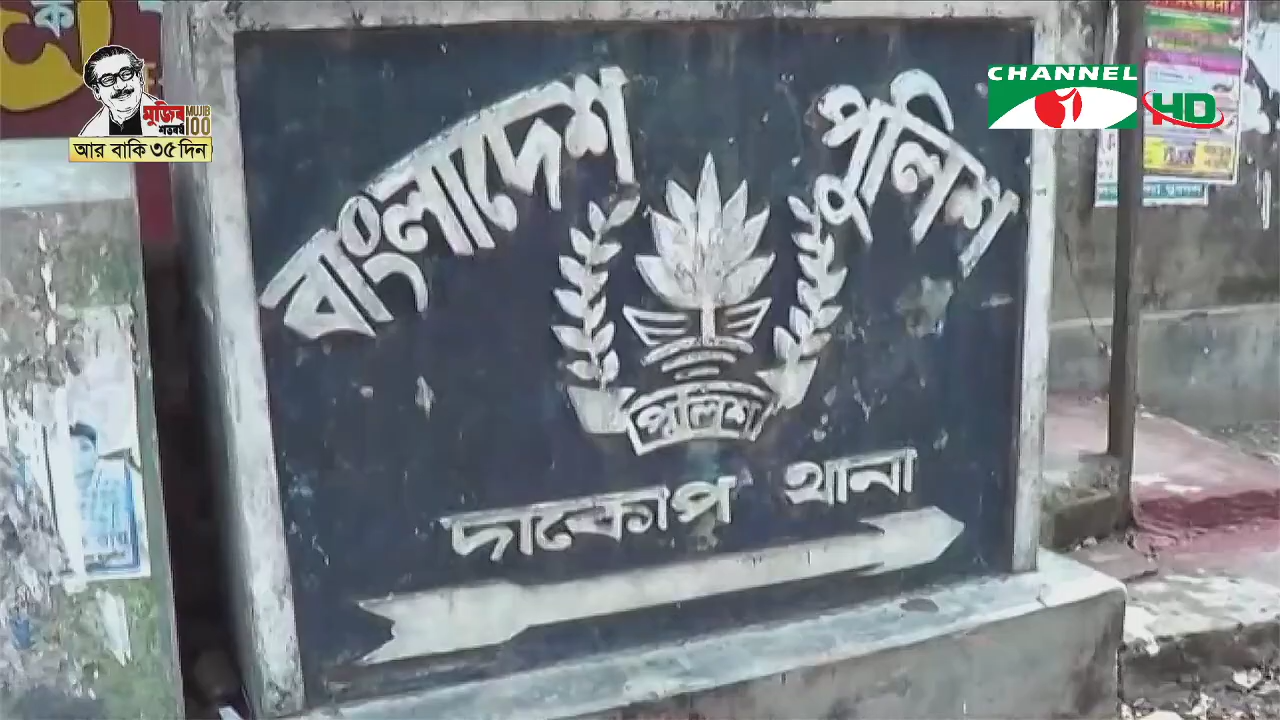 মুজিব
শতবর্ষ
MUJIB
100
আর বাকি ৩৫ দিন
CHANNEL
HD
বাংলাদেশ পুলিশ
পুলিশ
দাকোপ থানা